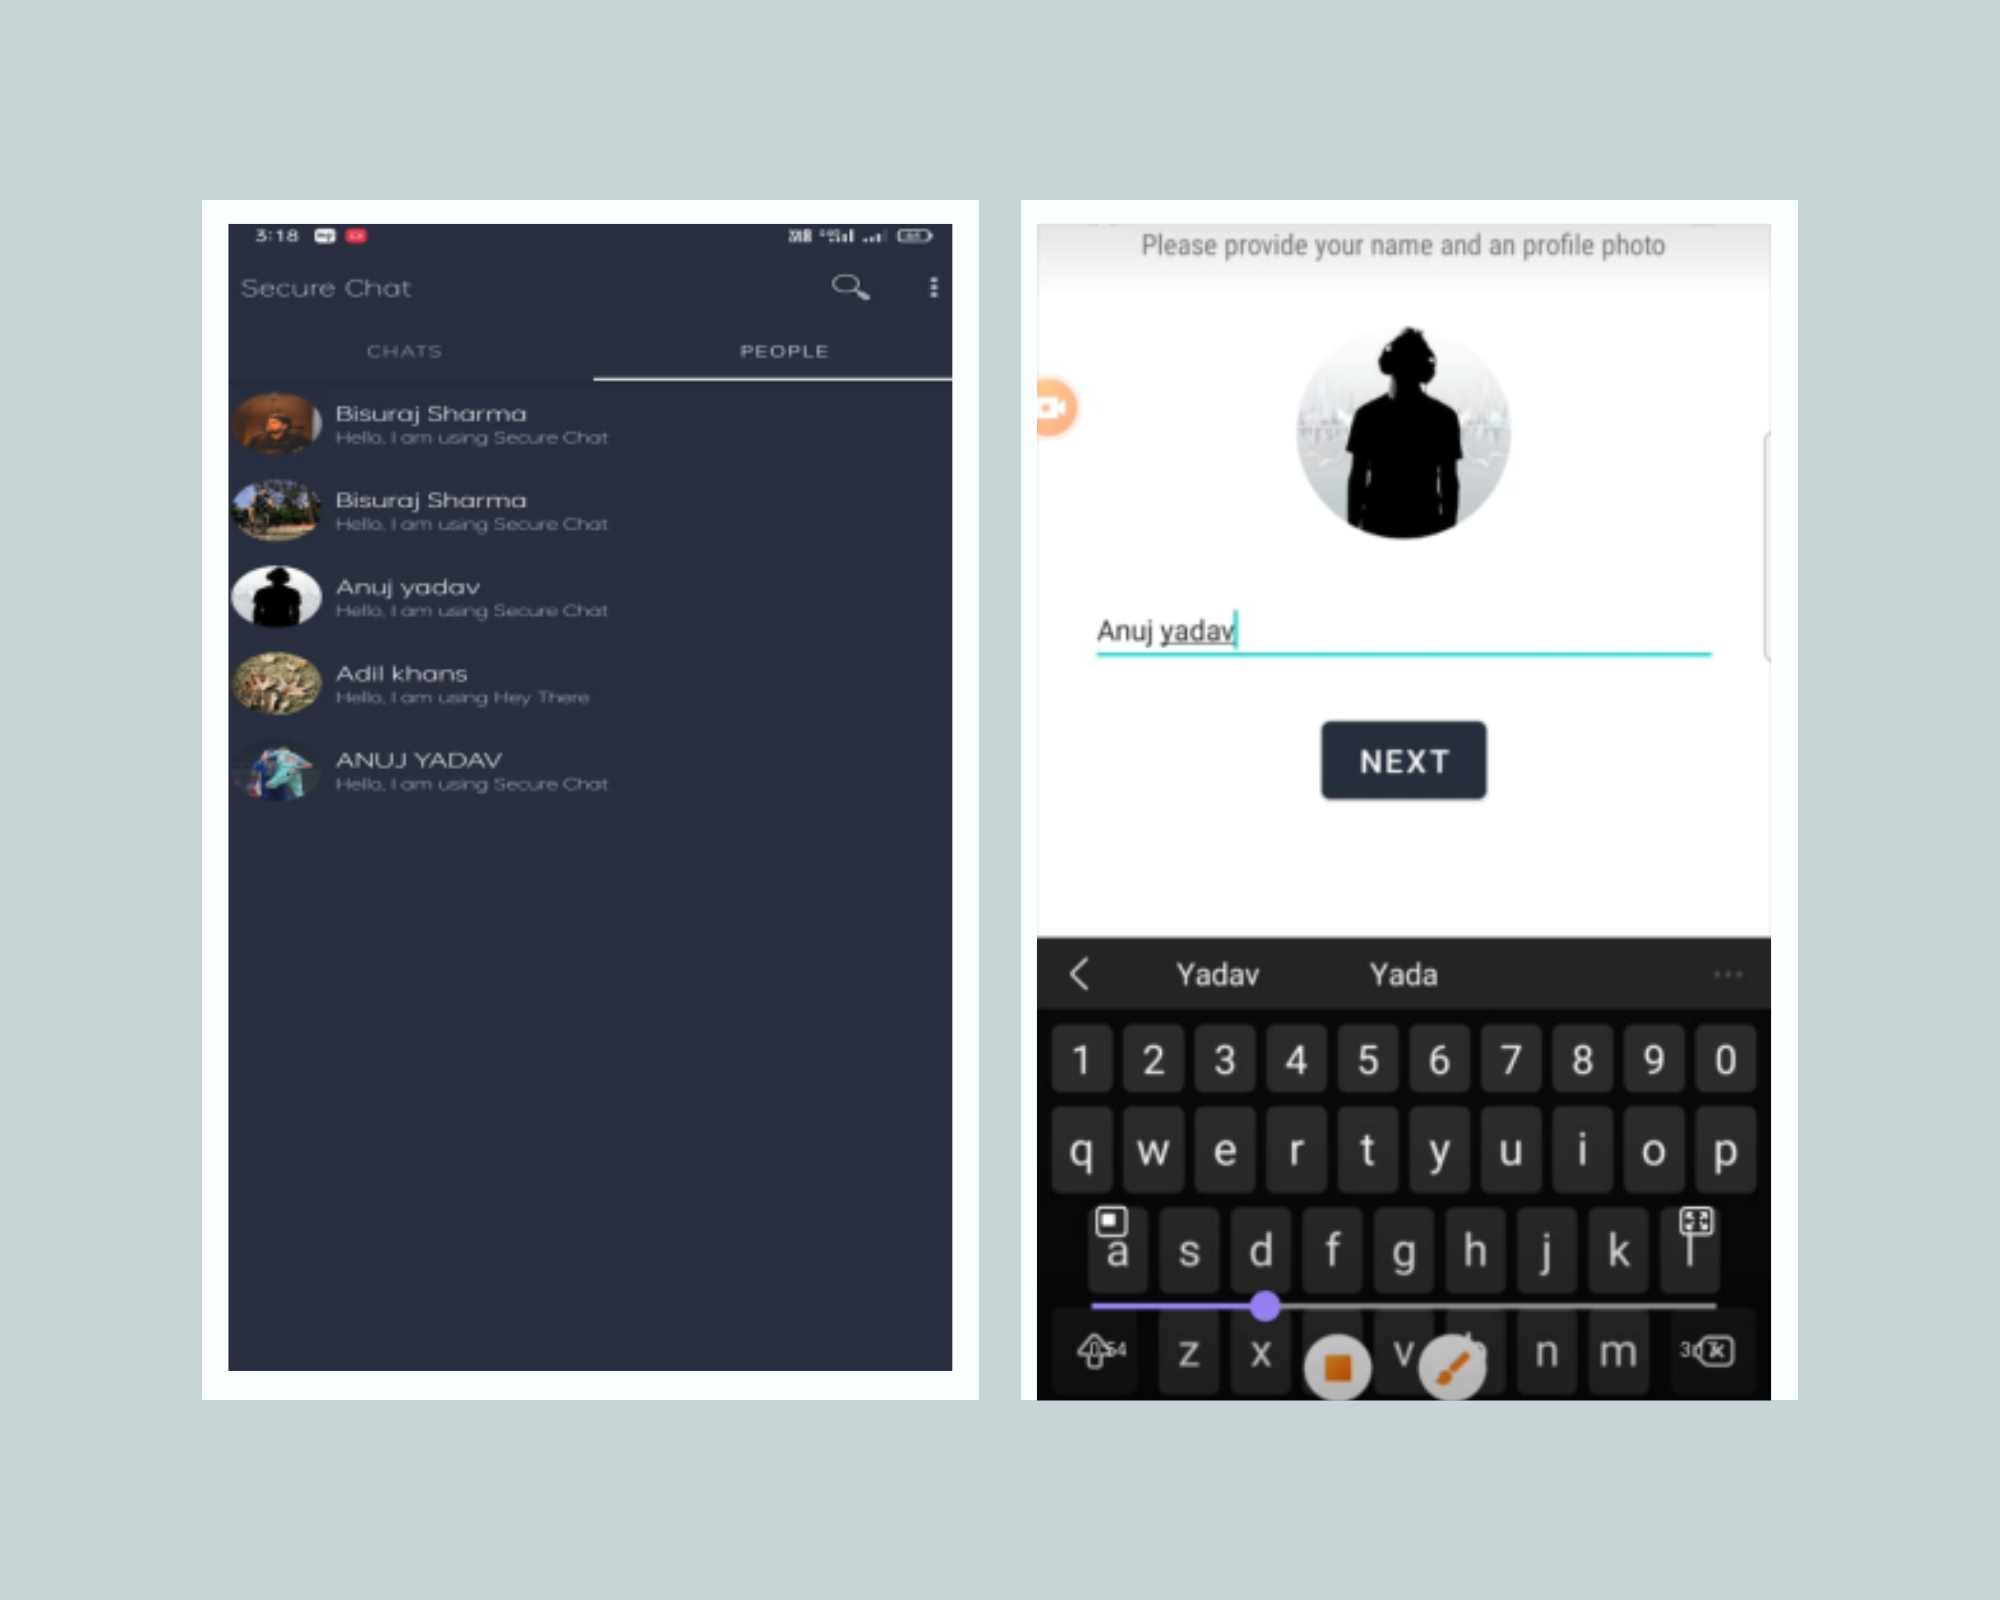 3:18
Secure Chat
CHATS PEOPLE
Bisuraj Sharma
Hello, I am using Secure Chat
Bisuraj Sharma
Hello, I am using Secure Chat
Anuj yadav
Hello, I am using Secure Chat
Adil khans
Hello, I am using Hey There
ANUJ YADAV
Hello, I am using Secure Chat
Please provide your name and an profile photo
Anuj yadav
NEXT
Yadav Yada
1 2 3 4 5 6 7 8 9 0
q w e r t y u i o p
a s d f g h j k l
z x v n m